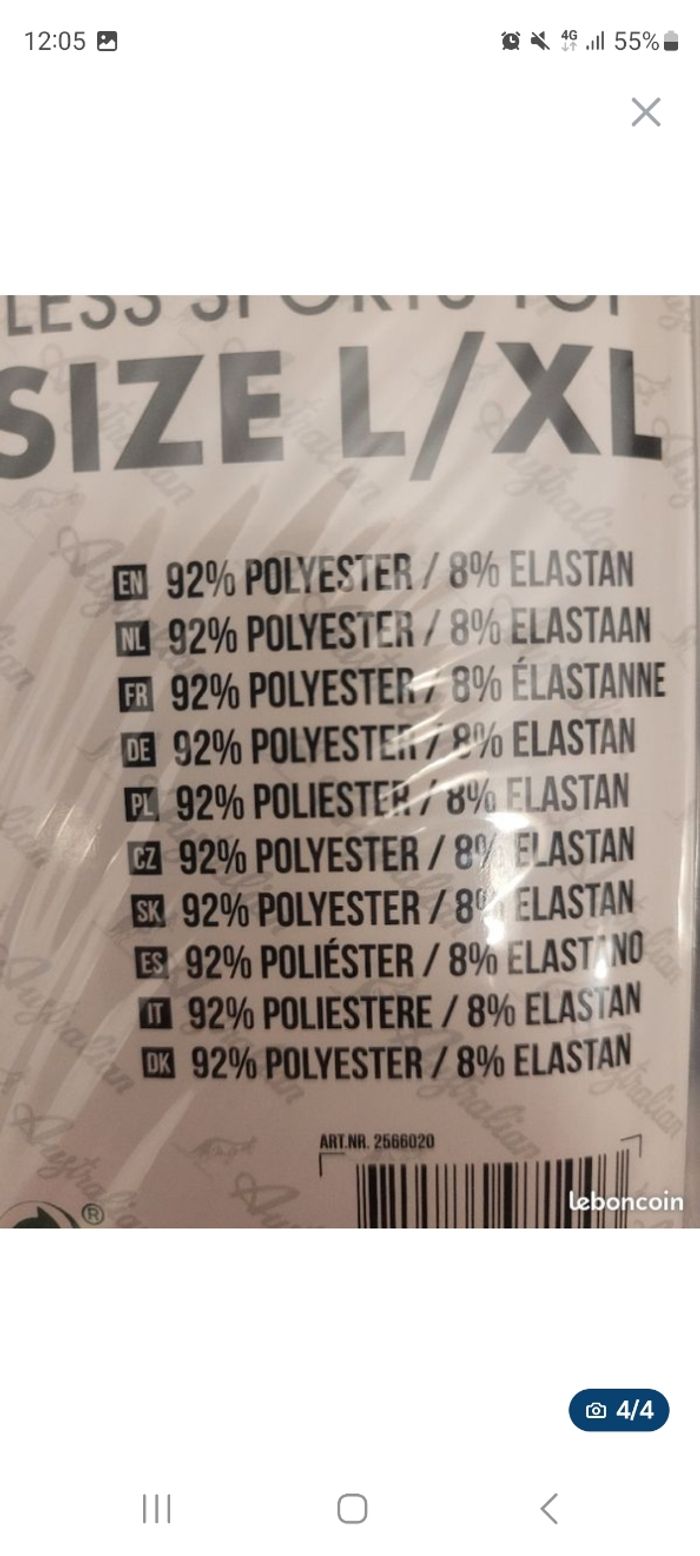 12:05
4G
55%
SIZE L/XL
EN 92% POLYESTER / 8% ELASTAN
NL 92% POLYESTER / 8% ELASTAAN
FR 92% POLYESTER / 8% ÉLASTANNE
DE 92% POLYESTER / 8% ELASTAN
PL 92% POLIESTER / 8% ELASTAN
CZ 92% POLYESTER / 8% ELASTAN
SK 92% POLYESTER / 8% ELASTAN
ES 92% POLIÉSTER / 8% ELASTANO
IT 92% POLIESTERE / 8% ELASTAN
DK 92% POLYESTER / 8% ELASTAN
Australian
ART.NR. 2566020
®
leboncoin
4/4